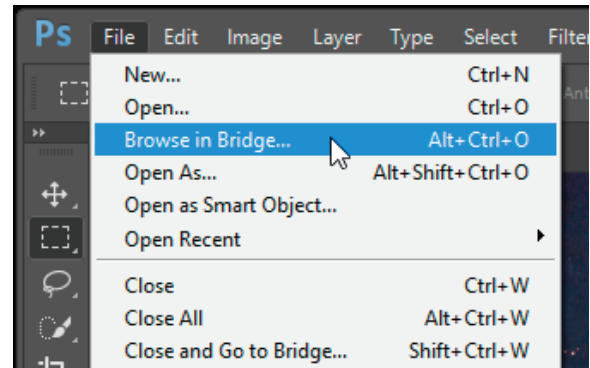 Ps File Edit Image Layer Type Select Filter
New... Ctrl+N
Open... Ctrl+O
Browse in Bridge... Alt+Ctrl+O
Open As... Alt+Shift+Ctrl+O
Open as Smart Object...
Open Recent
Close Ctrl+W
Close All Alt+Ctrl+W
Close and Go to Bridge... Shift+Ctrl+W